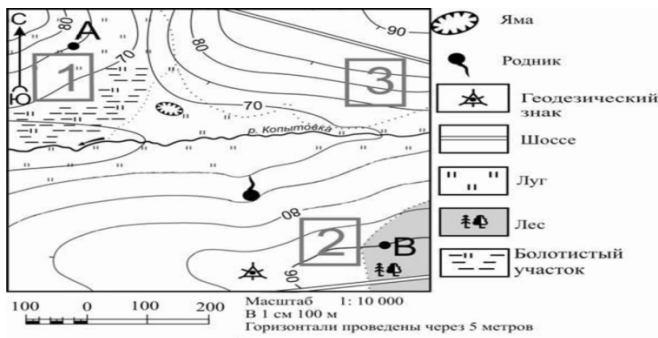 С
Ю
80
А
70
1
80
90
3
70
р. Копытовка
80
2
В
90
Яма
Родник
Геодезический
знак
Шоссе
Луг
Лес
Болотистый
участок
100 0 100 200
Масштаб 1: 10 000
В 1 см 100 м
Горизонтали проведены через 5 метров